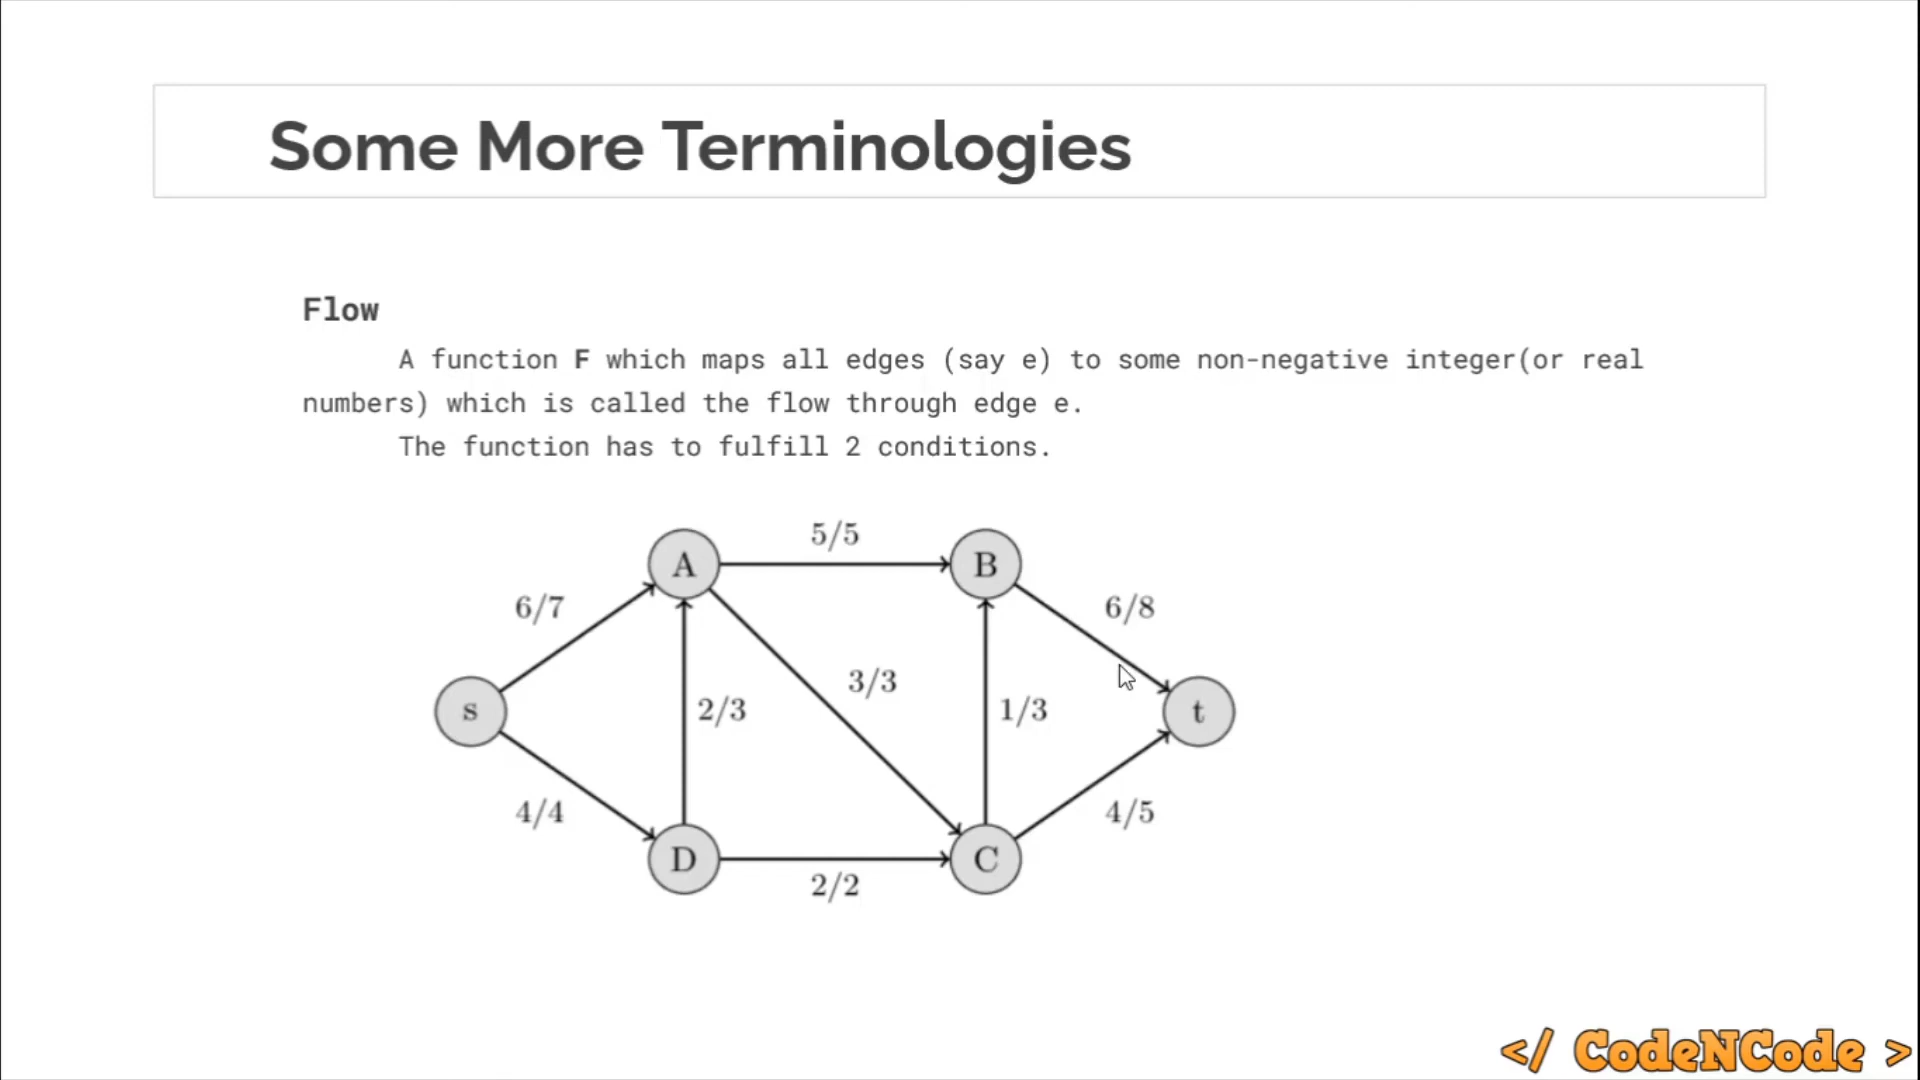 Some More Terminologies
Flow
A function F which maps all edges (say e) to some non-negative integer(or real
numbers) which is called the flow through edge e.
The function has to fulfill 2 conditions.
5/5
A
B
6/7
6/8
3/3
s
2/3
1/3
t
4/4
4/5
D
C
2/2
</ CodeNCode >